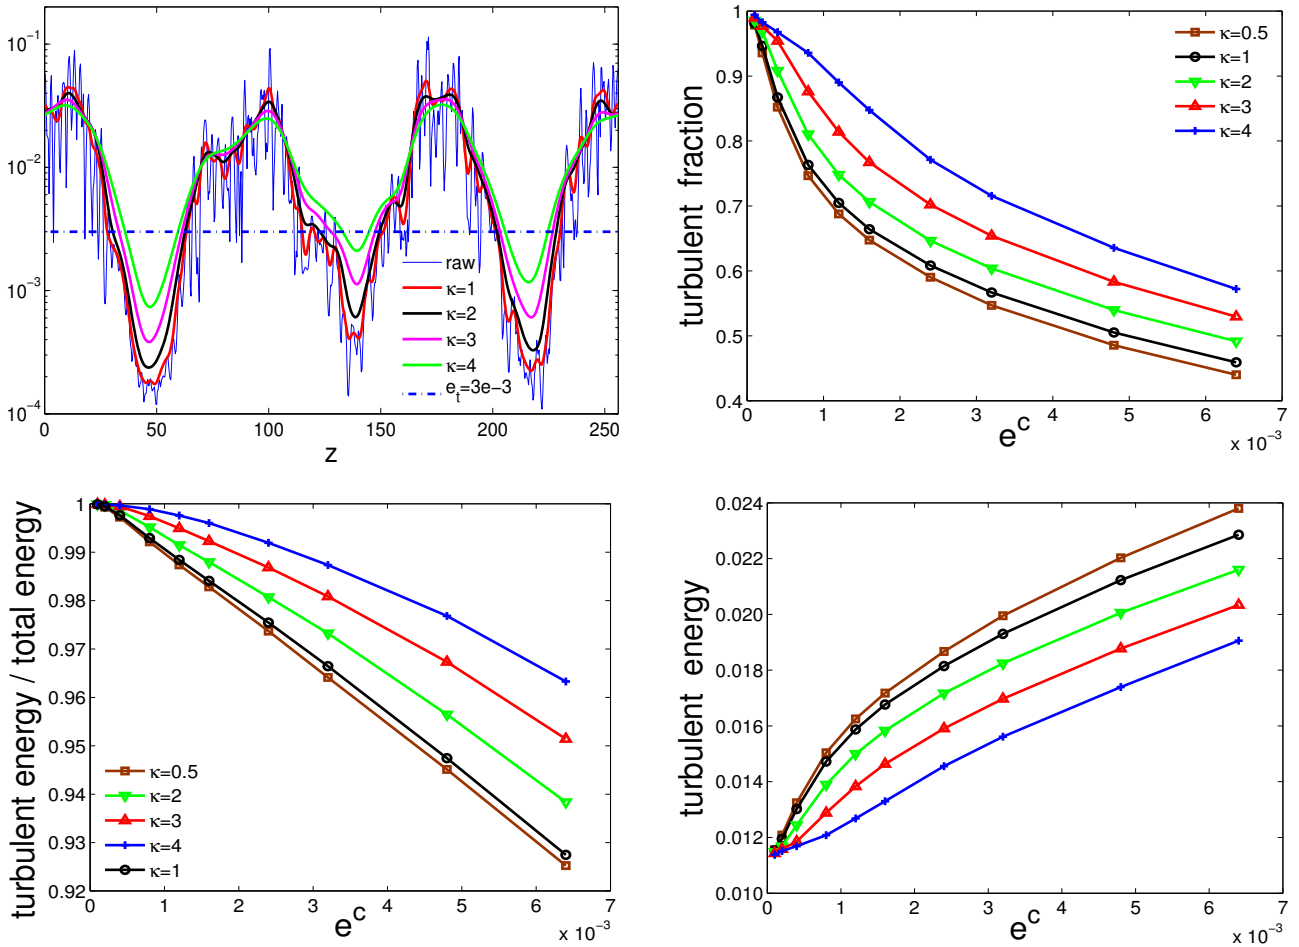 10⁻¹
10⁻²
10⁻³
10⁻⁴
raw
κ=1
κ=2
κ=3
κ=4
e_t=3e−3
0 50 100 150 200 250
z
turbulent fraction
1
0.9
0.8
0.7
0.6
0.5
0.4
κ=0.5
κ=1
κ=2
κ=3
κ=4
0 1 2 3 4 5 6 7
e^c
x 10⁻³
turbulent energy / total energy
1
0.99
0.98
0.97
0.96
0.95
0.94
0.93
0.92
κ=0.5
κ=2
κ=3
κ=4
κ=1
0 1 2 3 4 5 6 7
e^c
x 10⁻³
turbulent energy
0.024
0.022
0.020
0.018
0.016
0.014
0.012
0.010
0 1 2 3 4 5 6 7
e^c
x 10⁻³